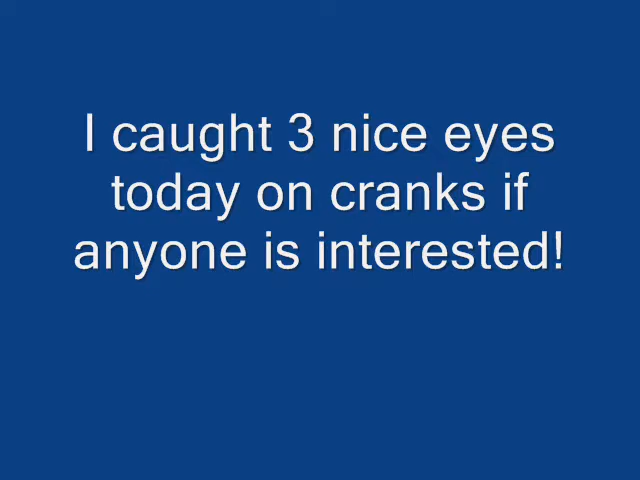 I caught 3 nice eyes
today on cranks if
anyone is interested!